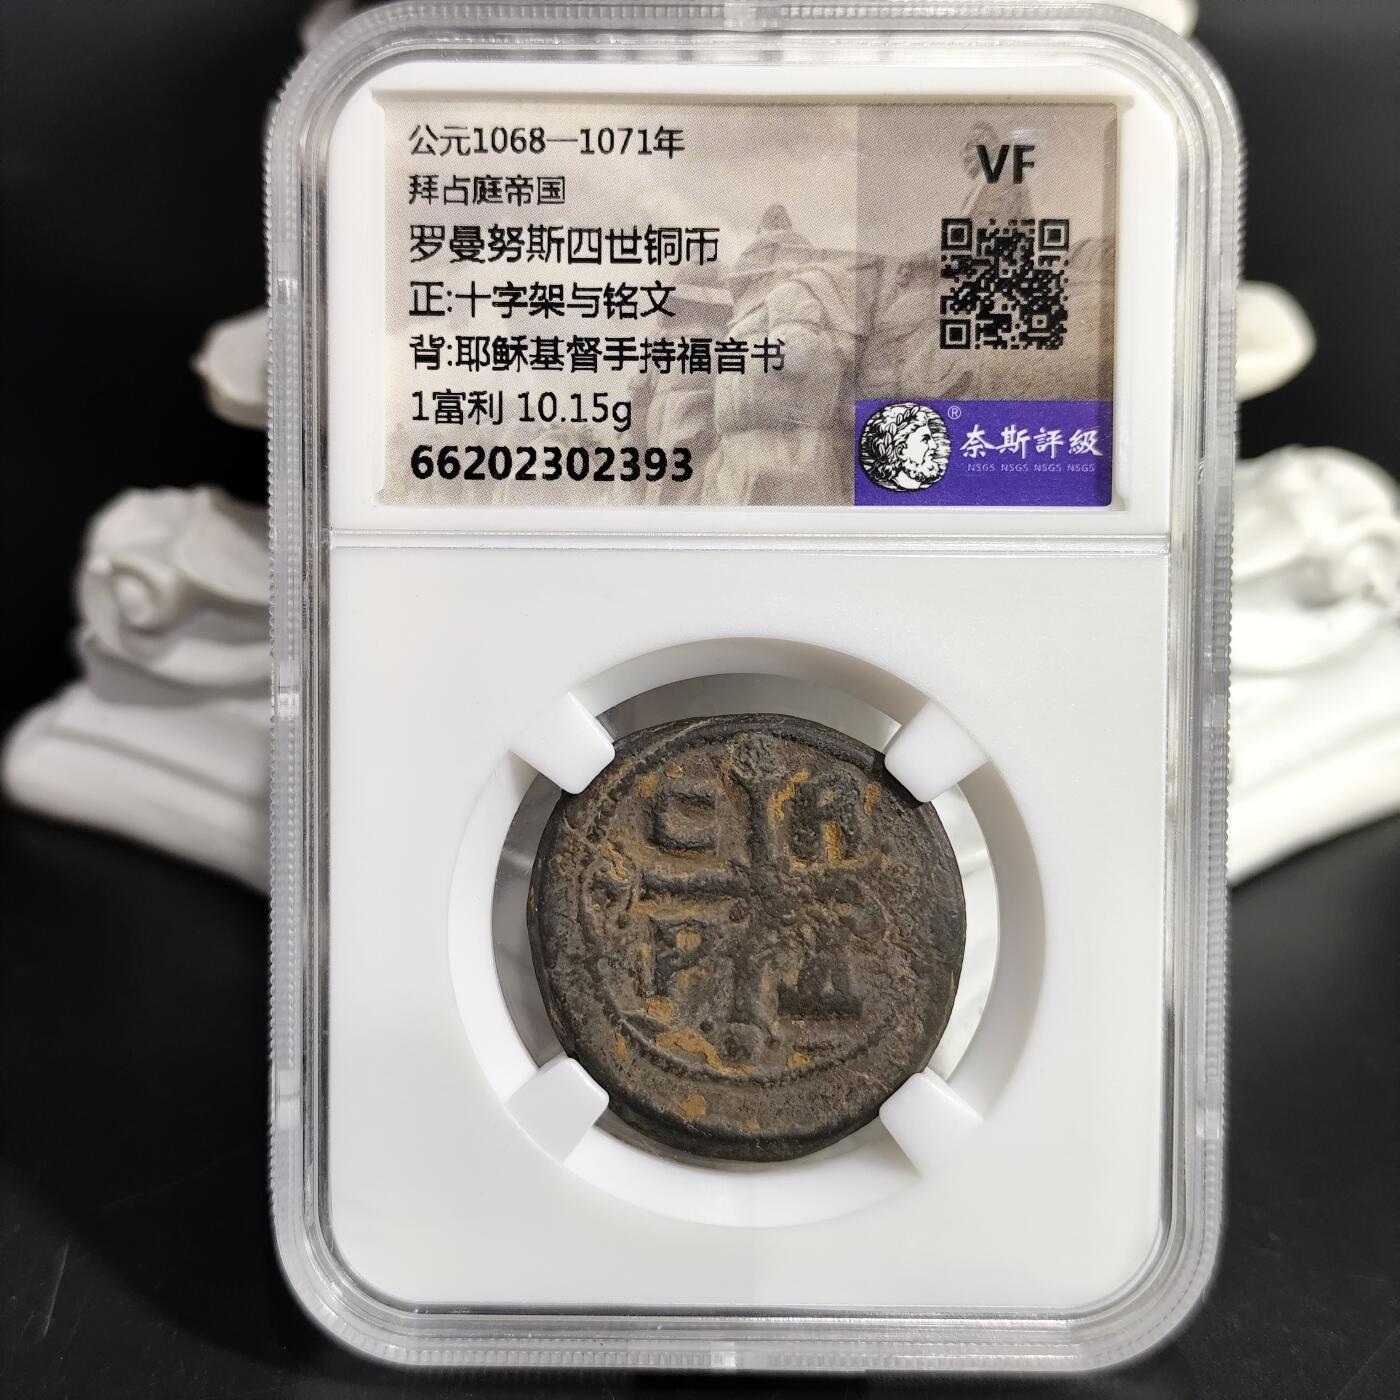 公元1068—1071年
拜占庭帝国
罗曼努斯四世铜币
正:十字架与铭文
背:耶稣基督手持福音书
1富利 10.15g
66202302393
VF
®
奈斯評級
NSGS NSGS NSGS NSGS
C R
P Δ